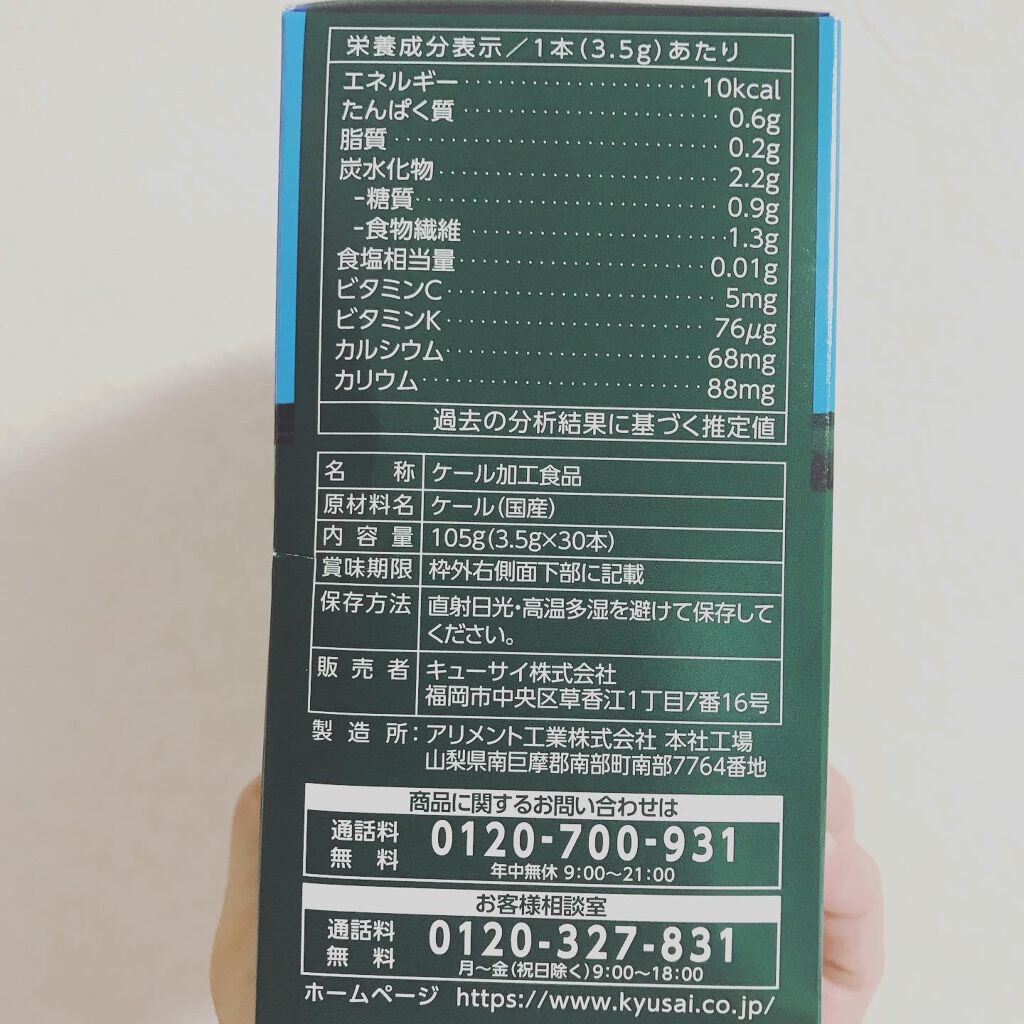 栄養成分表示/1本(3.5g)あたり
エネルギー 10kcal
たんぱく質 0.6g
脂質 0.2g
炭水化物 2.2g
-糖質 0.9g
-食物繊維 1.3g
食塩相当量 0.01g
ビタミンC 5mg
ビタミンK 76μg
カルシウム 68mg
カリウム 88mg
過去の分析結果に基づく推定値
名称 ケール加工食品
原材料名 ケール(国産)
内容量 105g(3.5g×30本)
賞味期限 枠外右側面下部に記載
保存方法 直射日光・高温多湿を避けて保存して
ください。
販売者 キューサイ株式会社
福岡市中央区草香江1丁目7番16号
製造所:アリメント工業株式会社 本社工場
山梨県南巨摩郡南部町南部7764番地
商品に関するお問い合わせは
通話料無料 0120-700-931
年中無休 9:00〜21:00
お客様相談室
通話料無料 0120-327-831
月〜金(祝日除く)9:00〜18:00
ホームページ https://www.kyusai.co.jp/